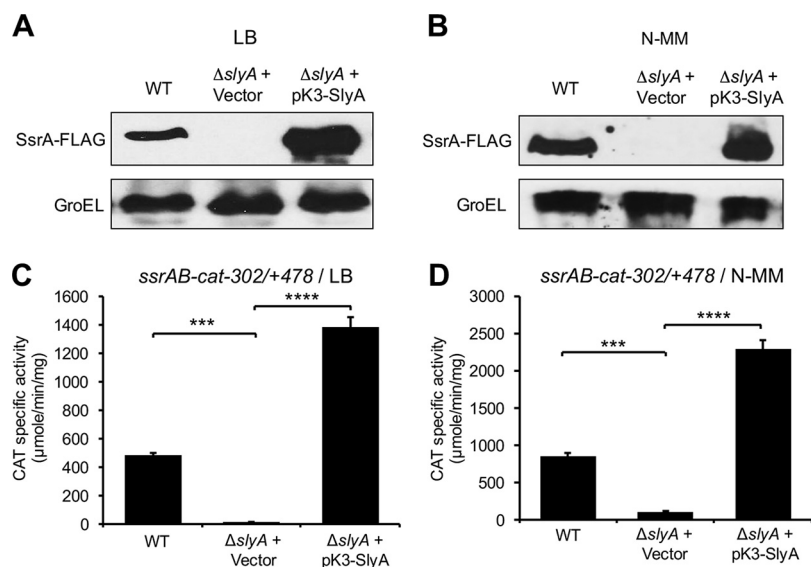 A
LB
WT
ΔslyA +
Vector
ΔslyA +
pK3-SlyA
SsrA-FLAG
GroEL
B
N-MM
WT
ΔslyA +
Vector
ΔslyA +
pK3-SlyA
SsrA-FLAG
GroEL
C
ssrAB-cat-302/+478 / LB
CAT specific activity
(µmole/min/mg)
1600
1400
1200
1000
800
600
400
200
0
***
****
WT
ΔslyA +
Vector
ΔslyA +
pK3-SlyA
D
ssrAB-cat-302/+478 / N-MM
CAT specific activity
(µmole/min/mg)
3000
2500
2000
1500
1000
500
0
***
****
WT
ΔslyA +
Vector
ΔslyA +
pK3-SlyA